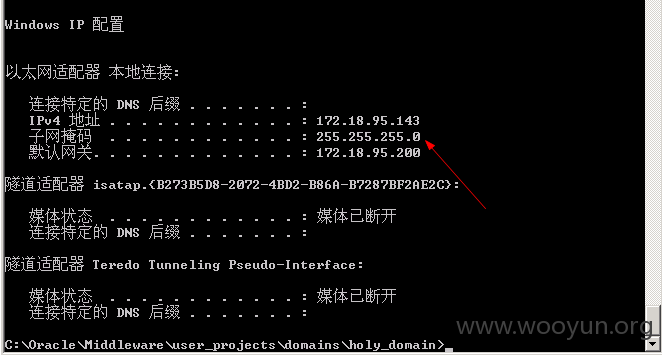 Windows IP 配置
以太网适配器 本地连接:
连接特定的 DNS 后缀 . . . . . . . :
IPv4 地址 . . . . . . . . . . . . : 172.18.95.143
子网掩码  . . . . . . . . . . . . : 255.255.255.0
默认网关. . . . . . . . . . . . . : 172.18.95.200
隧道适配器 isatap.{B273B5D8-2072-4BD2-B86A-B7287BF2AE2C}:
媒体状态  . . . . . . . . . . . . : 媒体已断开
连接特定的 DNS 后缀 . . . . . . . :
隧道适配器 Teredo Tunneling Pseudo-Interface:
媒体状态  . . . . . . . . . . . . : 媒体已断开
连接特定的 DNS 后缀 . . . . . . . :
www.wooyun.org
C:\Oracle\Middleware\user_projects\domains\holy_domain>_